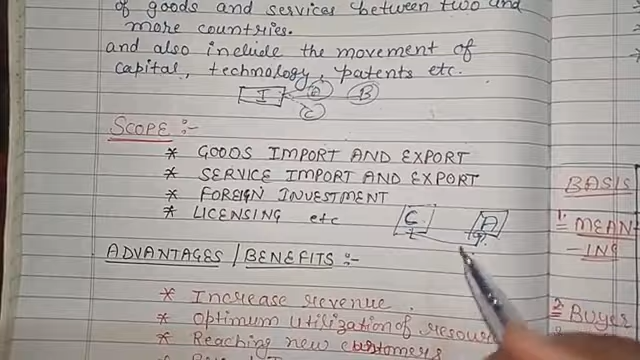 of goods and services between two and
more countries.
and also include the movement of
capital, technology, patents etc.
I
B
C
SCOPE :-
* GOODS IMPORT AND EXPORT
* SERVICE IMPORT AND EXPORT
* FOREIGN INVESTMENT
* LICENSING etc
C A
ADVANTAGES / BENEFITS :-
* Increase revenue.
* Optimum utilization of resour
* Reaching new customers
BASIS
1. MEAN
- ING
2. Buyer